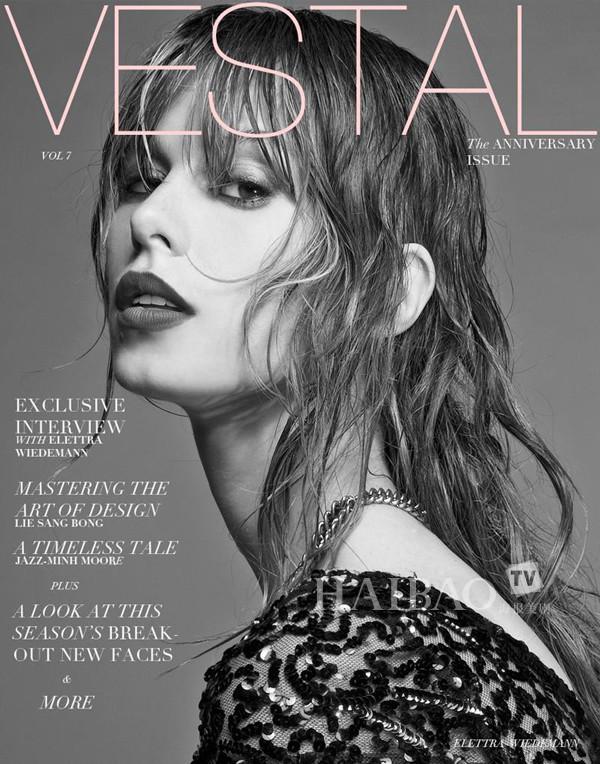 VESTAL
VOL 7
The ANNIVERSARY
ISSUE
EXCLUSIVE
INTERVIEW
WITH ELETTRA
WIEDEMANN
MASTERING THE
ART OF DESIGN
LIE SANG BONG
A TIMELESS TALE
JAZZ-MINH MOORE
PLUS
A LOOK AT THIS
SEASON'S BREAK-
OUT NEW FACES
&
MORE
HAIBAO TV
ELETTRA WIEDEMANN